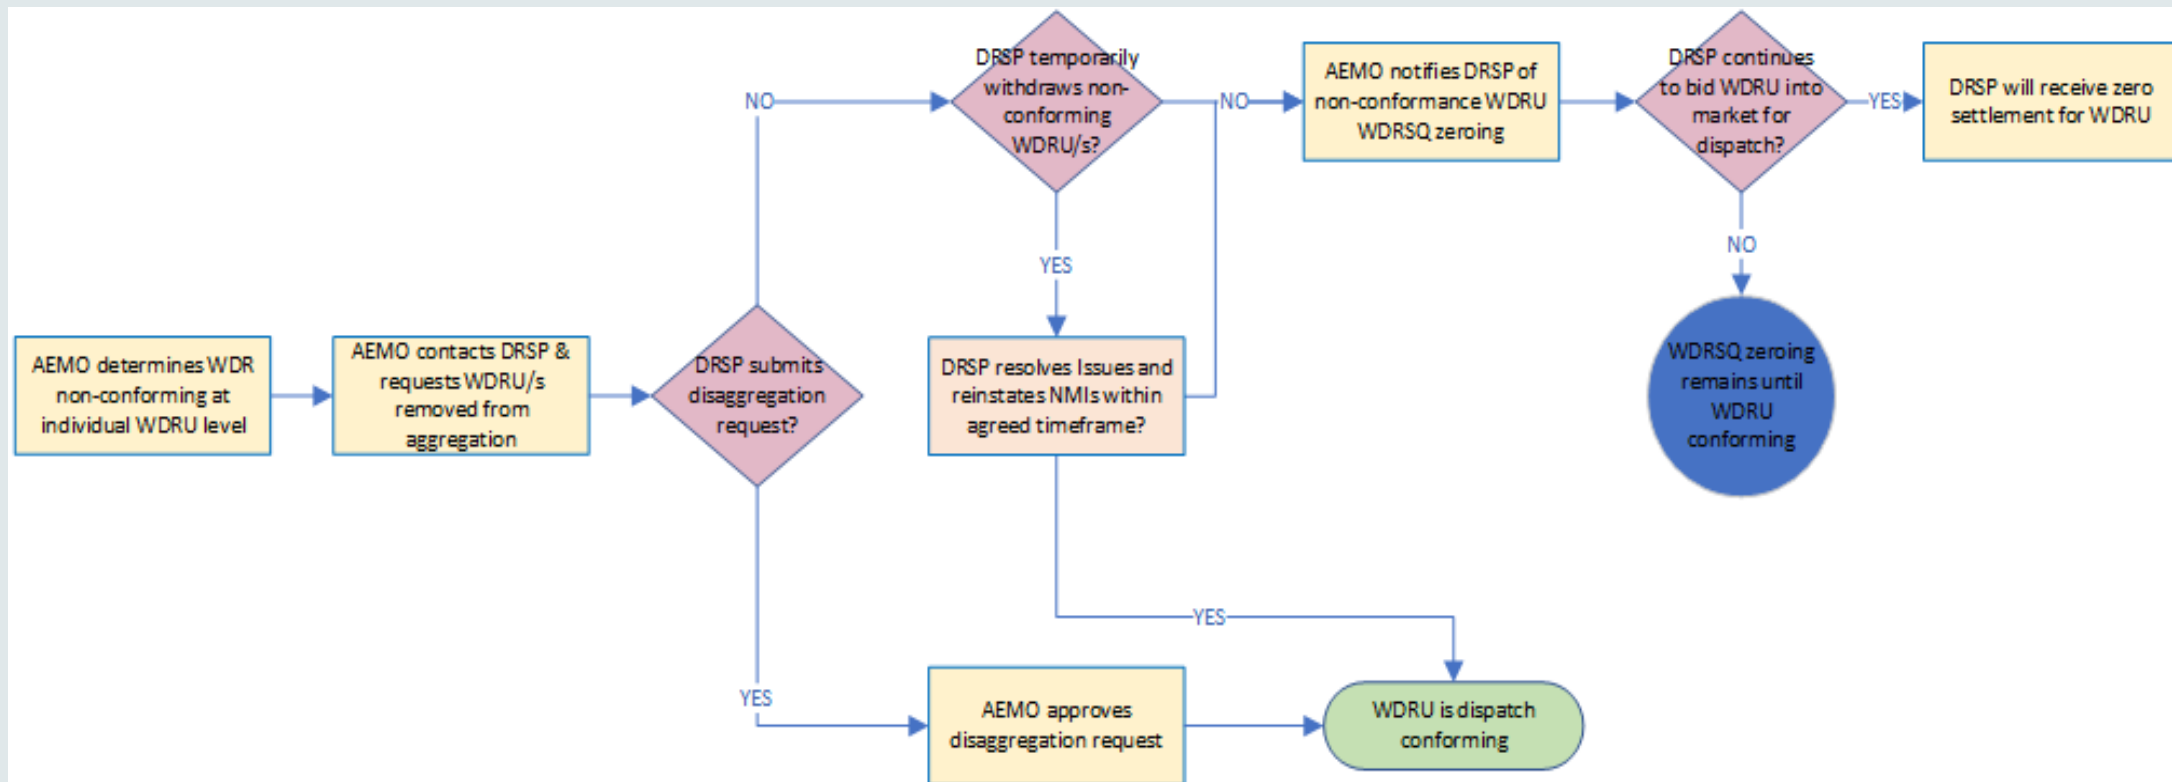 AEMO determines WDR
non-conforming at
individual WDRU level
AEMO contacts DRSP &
requests WDRU/s
removed from
aggregation
DRSP submits
disaggregation
request?
NO
DRSP temporarily
withdraws non-
conforming
WDRU/s?
NO
AEMO notifies DRSP of
non-conformance WDRU
WDRSQ zeroing
DRSP continues
to bid WDRU into
market for
dispatch?
YES
DRSP will receive zero
settlement for WDRU
NO
WDRSQ zeroing
remains until
WDRU
conforming
YES
DRSP resolves Issues and
reinstates NMIs within
agreed timeframe?
YES
YES
AEMO approves
disaggregation request
WDRU is dispatch
conforming